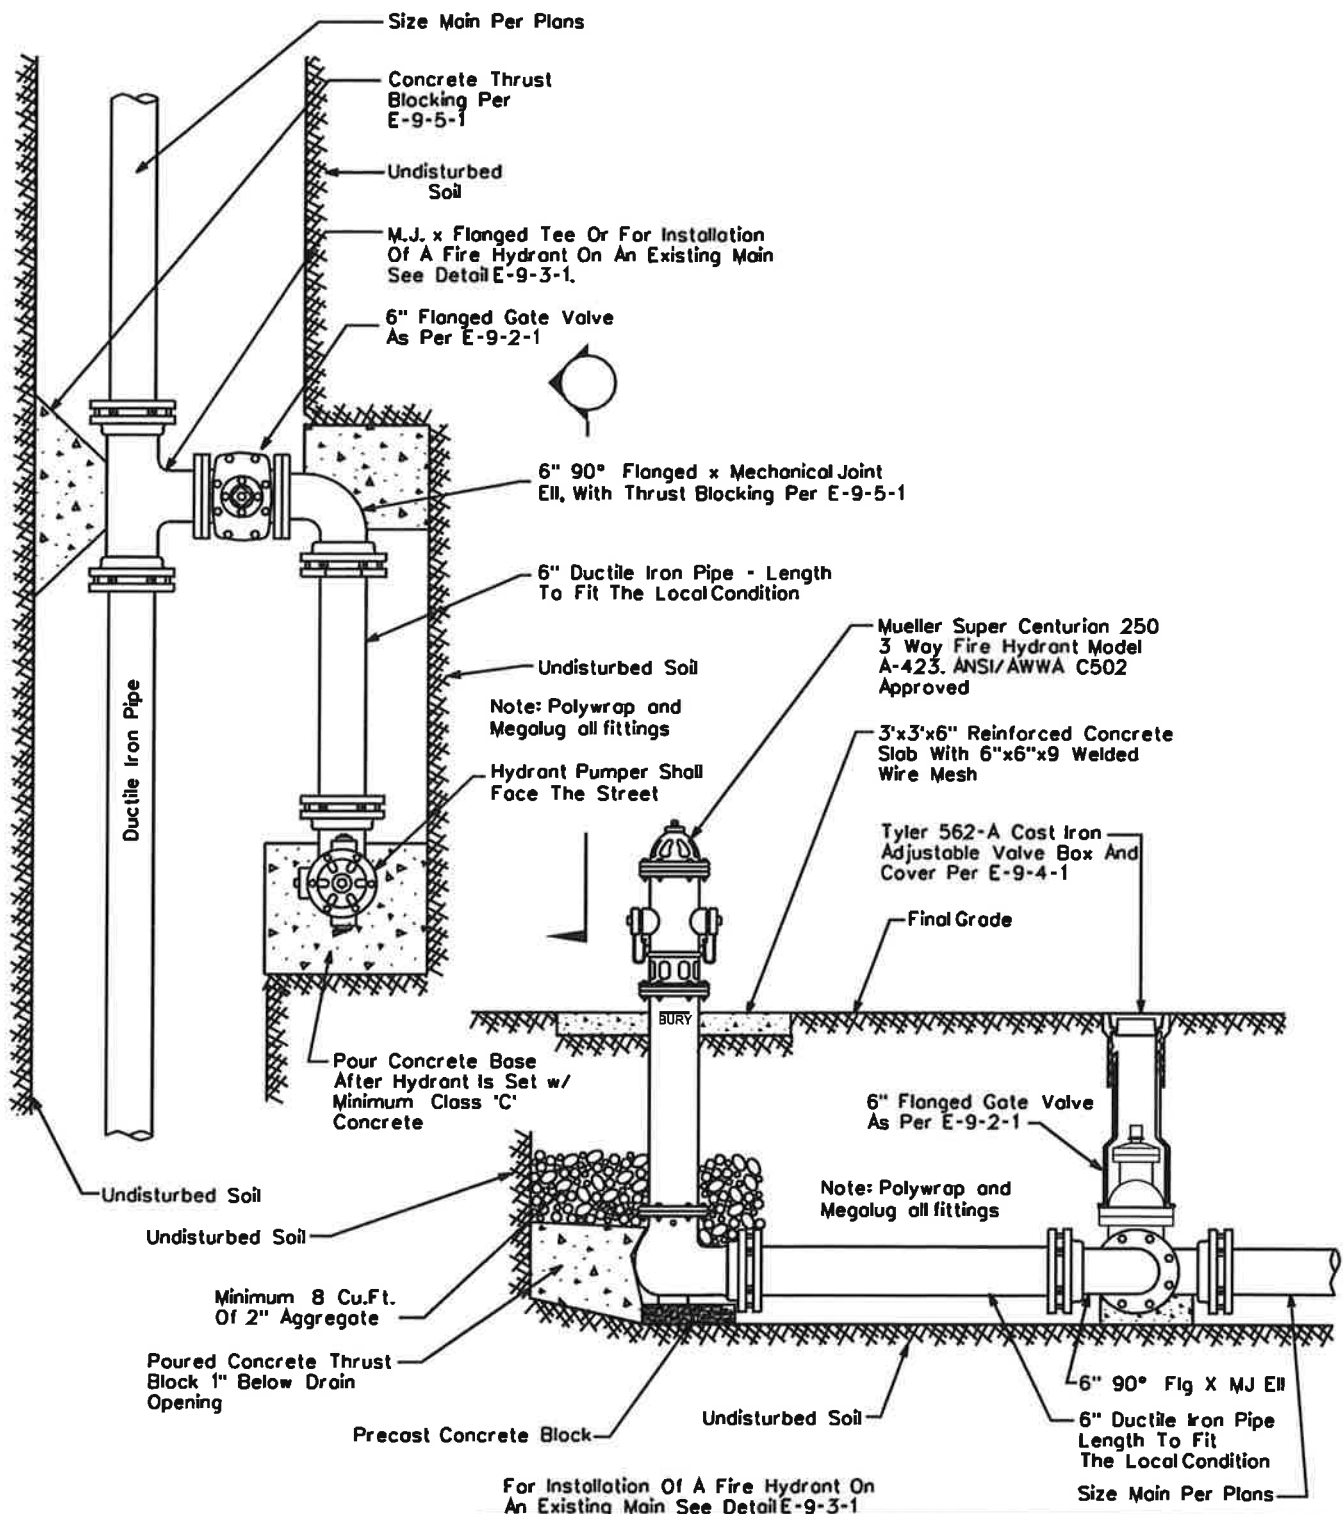 Size Main Per Plans
Concrete Thrust
Blocking Per
E-9-5-1
Undisturbed
Soil
M.J. x Flanged Tee Or For Installation
Of A Fire Hydrant On An Existing Main
See Detail E-9-3-1.
6" Flanged Gate Valve
As Per E-9-2-1
6" 90° Flanged x Mechanical Joint
Ell, With Thrust Blocking Per E-9-5-1
6" Ductile Iron Pipe - Length
To Fit The Local Condition
Undisturbed Soil
Note: Polywrap and
Megalug all fittings
Hydrant Pumper Shall
Face The Street
Ductile Iron Pipe
Mueller Super Centurian 250
3 Way Fire Hydrant Model
A-423. ANSI/AWWA C502
Approved
3'x3'x6" Reinforced Concrete
Slab With 6"x6"x9 Welded
Wire Mesh
Tyler 562-A Cast Iron
Adjustable Valve Box And
Cover Per E-9-4-1
Final Grade
BURY
Pour Concrete Base
After Hydrant Is Set w/
Minimum Class 'C'
Concrete
6" Flanged Gate Valve
As Per E-9-2-1
Note: Polywrap and
Megalug all fittings
Undisturbed Soil
Undisturbed Soil
Minimum 8 Cu.Ft.
Of 2" Aggregate
Poured Concrete Thrust
Block 1" Below Drain
Opening
Precast Concrete Block
Undisturbed Soil
6" 90° Flg X MJ Ell
6" Ductile Iron Pipe
Length To Fit
The Local Condition
Size Main Per Plans
For Installation Of A Fire Hydrant On
An Existing Main See Detail E-9-3-1